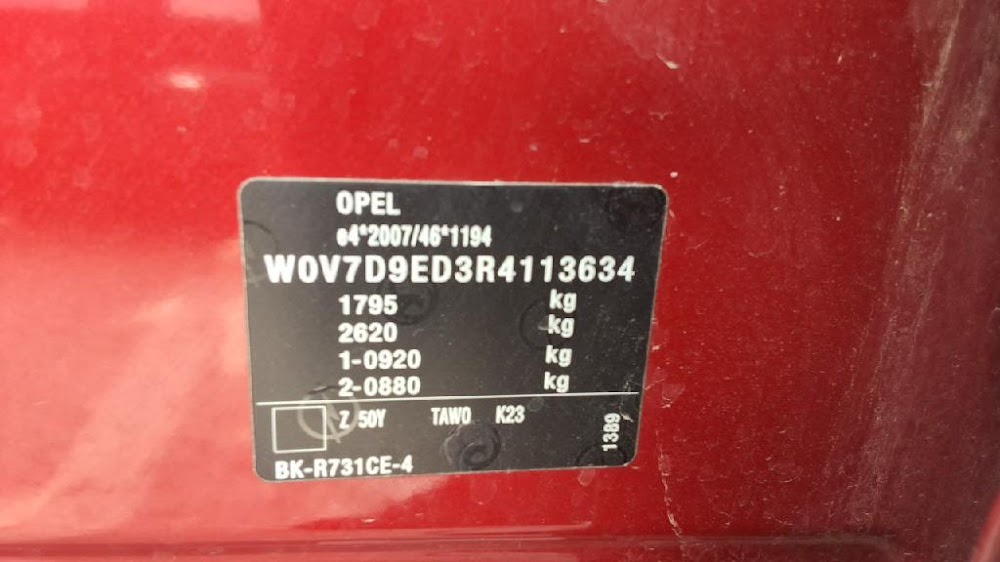 OPEL
e4*2007/46*1194
W0V7D9ED3R4113634
1795 kg
2620 kg
1-0920 kg
2-0880 kg
Z 50Y TAW0 K23
1389
BK-R731CE-4